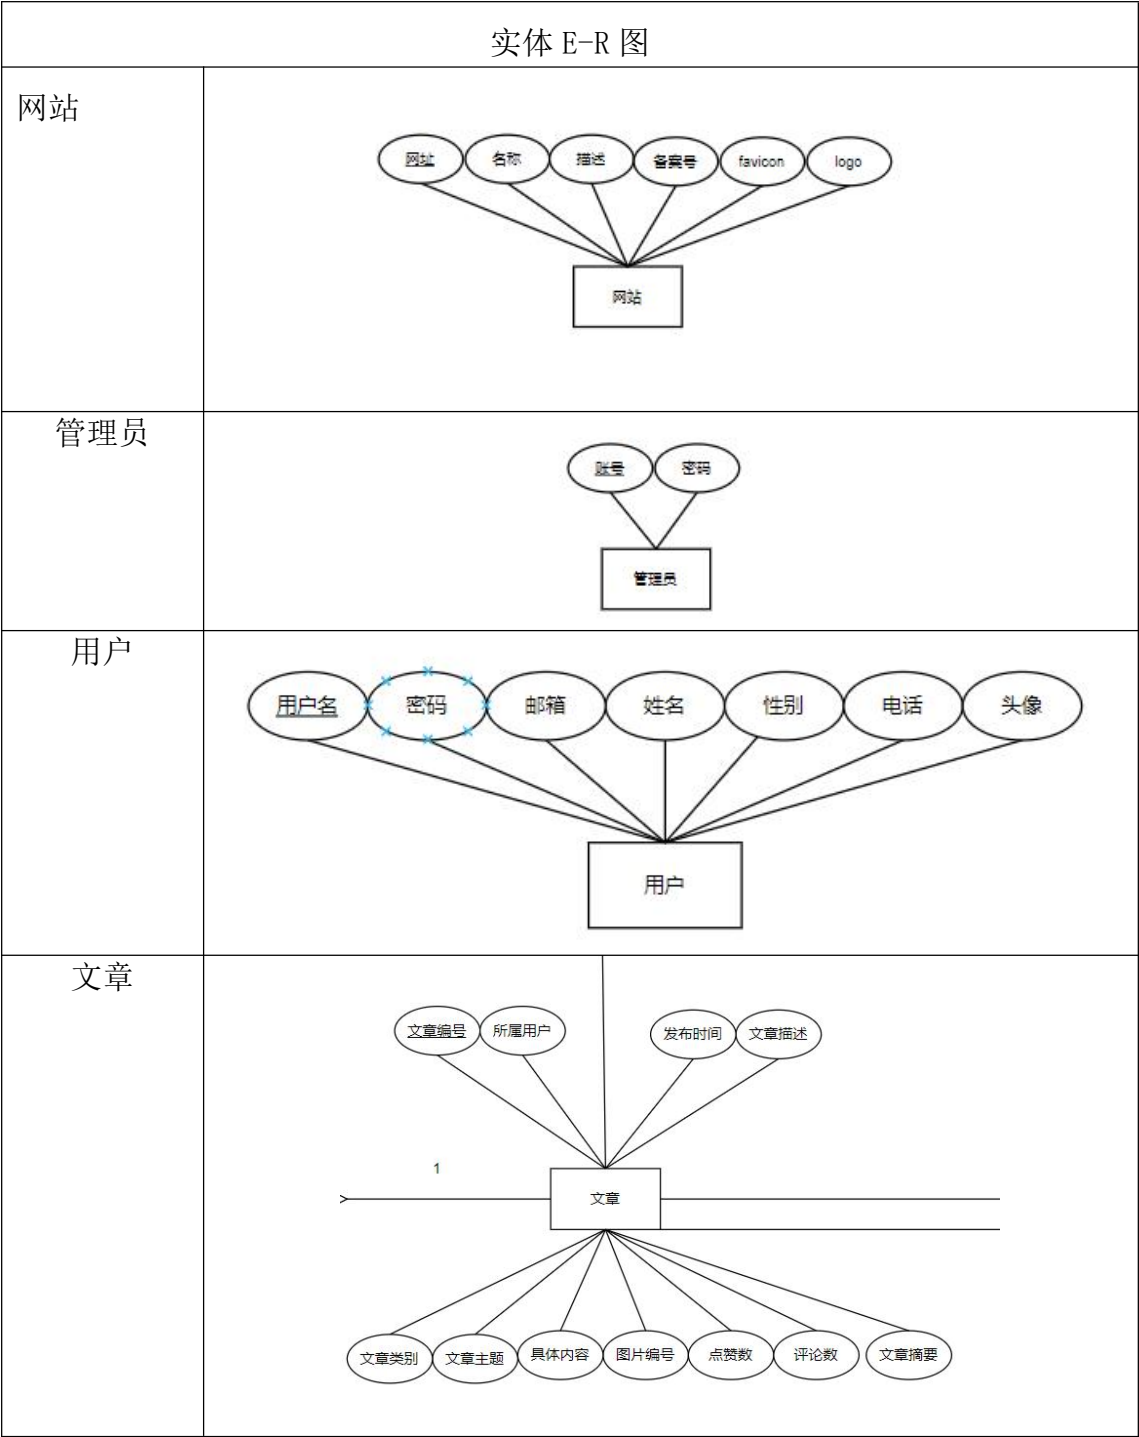 实体 E-R 图
网站
网址 名称 描述 备案号 favicon logo
网站
管理员
账号 密码
管理员
用户
用户名 密码 邮箱 姓名 性别 电话 头像
用户
文章
文章编号 所属用户 发布时间 文章描述
1
文章
文章类别 文章主题 具体内容 图片编号 点赞数 评论数 文章摘要